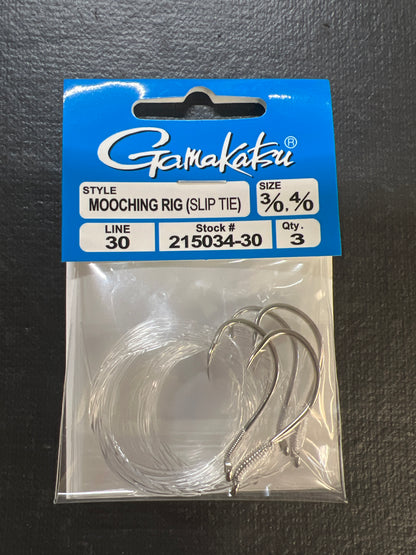 Gamakatsu®
STYLE
MOOCHING RIG (SLIP TIE)
SIZE
3/0, 4/0
LINE
30
Stock #
215034-30
Qty.
3